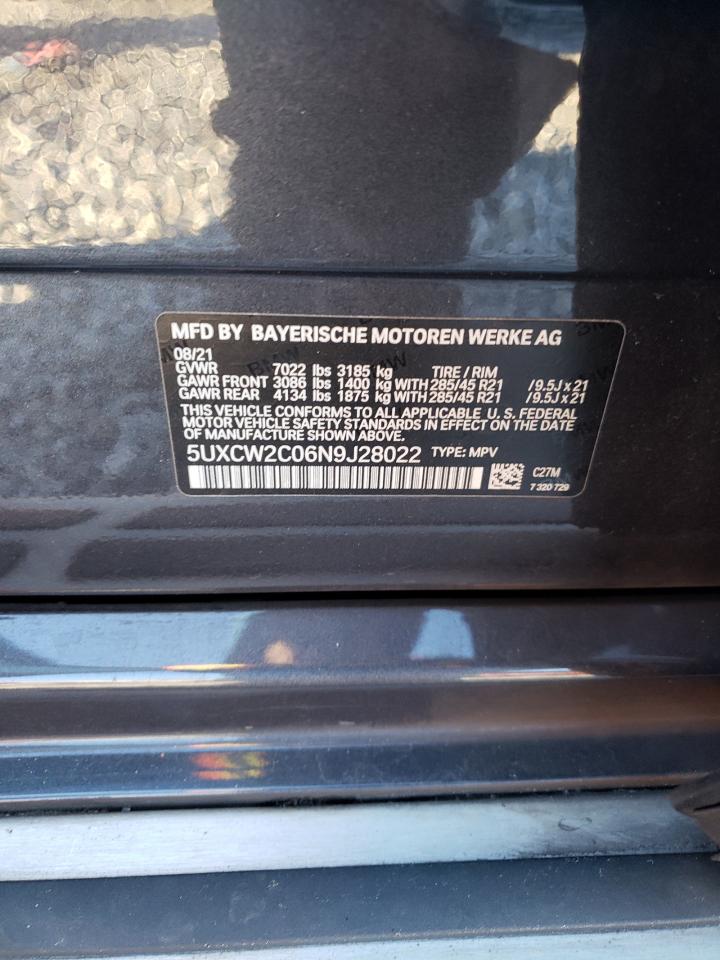 MFD BY BAYERISCHE MOTOREN WERKE AG
08/21
GVWR 7022 lbs 3185 kg TIRE / RIM
GAWR FRONT 3086 lbs 1400 kg WITH 285/45 R21 / 9.5J x 21
GAWR REAR 4134 lbs 1875 kg WITH 285/45 R21 / 9.5J x 21
THIS VEHICLE CONFORMS TO ALL APPLICABLE U. S. FEDERAL
MOTOR VEHICLE SAFETY STANDARDS IN EFFECT ON THE DATE
OF MANUFACTURE SHOWN ABOVE.
5UXCW2C06N9J28022 TYPE: MPV
C27M
7 320 729